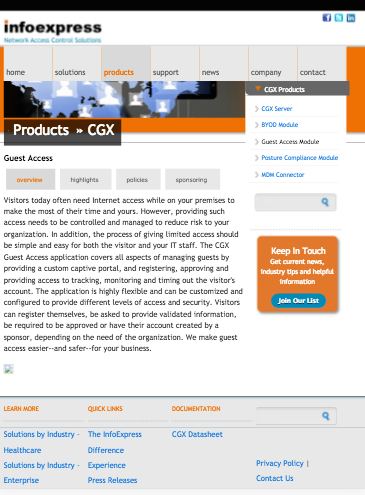 infoexpress
Network Access Control Solutions
home solutions products support news company contact
Products » CGX
CGX Products
CGX Server
BYOD Module
Guest Access Module
Posture Compliance Module
MDM Connector
Guest Access
overview highlights policies sponsoring
Visitors today often need Internet access while on your premises to
make the most of their time and yours. However, providing such
access needs to be controlled and managed to reduce risk to your
organization. In addition, the process of giving limited access should
be simple and easy for both the visitor and your IT staff. The CGX
Guest Access application covers all aspects of managing guests by
providing a custom captive portal, and registering, approving and
providing access to tracking, monitoring and timing out the visitor's
account. The application is highly flexible and can be customized and
configured to provide different levels of access and security. Visitors
can register themselves, be asked to provide validated information,
be required to be approved or have their account created by a
sponsor, depending on the need of the organization. We make guest
access easier--and safer--for your business.
Keep In Touch
Get current news,
industry tips and helpful
information
Join Our List
LEARN MORE
Solutions by Industry -
Healthcare
Solutions by Industry -
Enterprise
QUICK LINKS
The InfoExpress
Difference
Experience
Press Releases
DOCUMENTATION
CGX Datasheet
Privacy Policy |
Contact Us